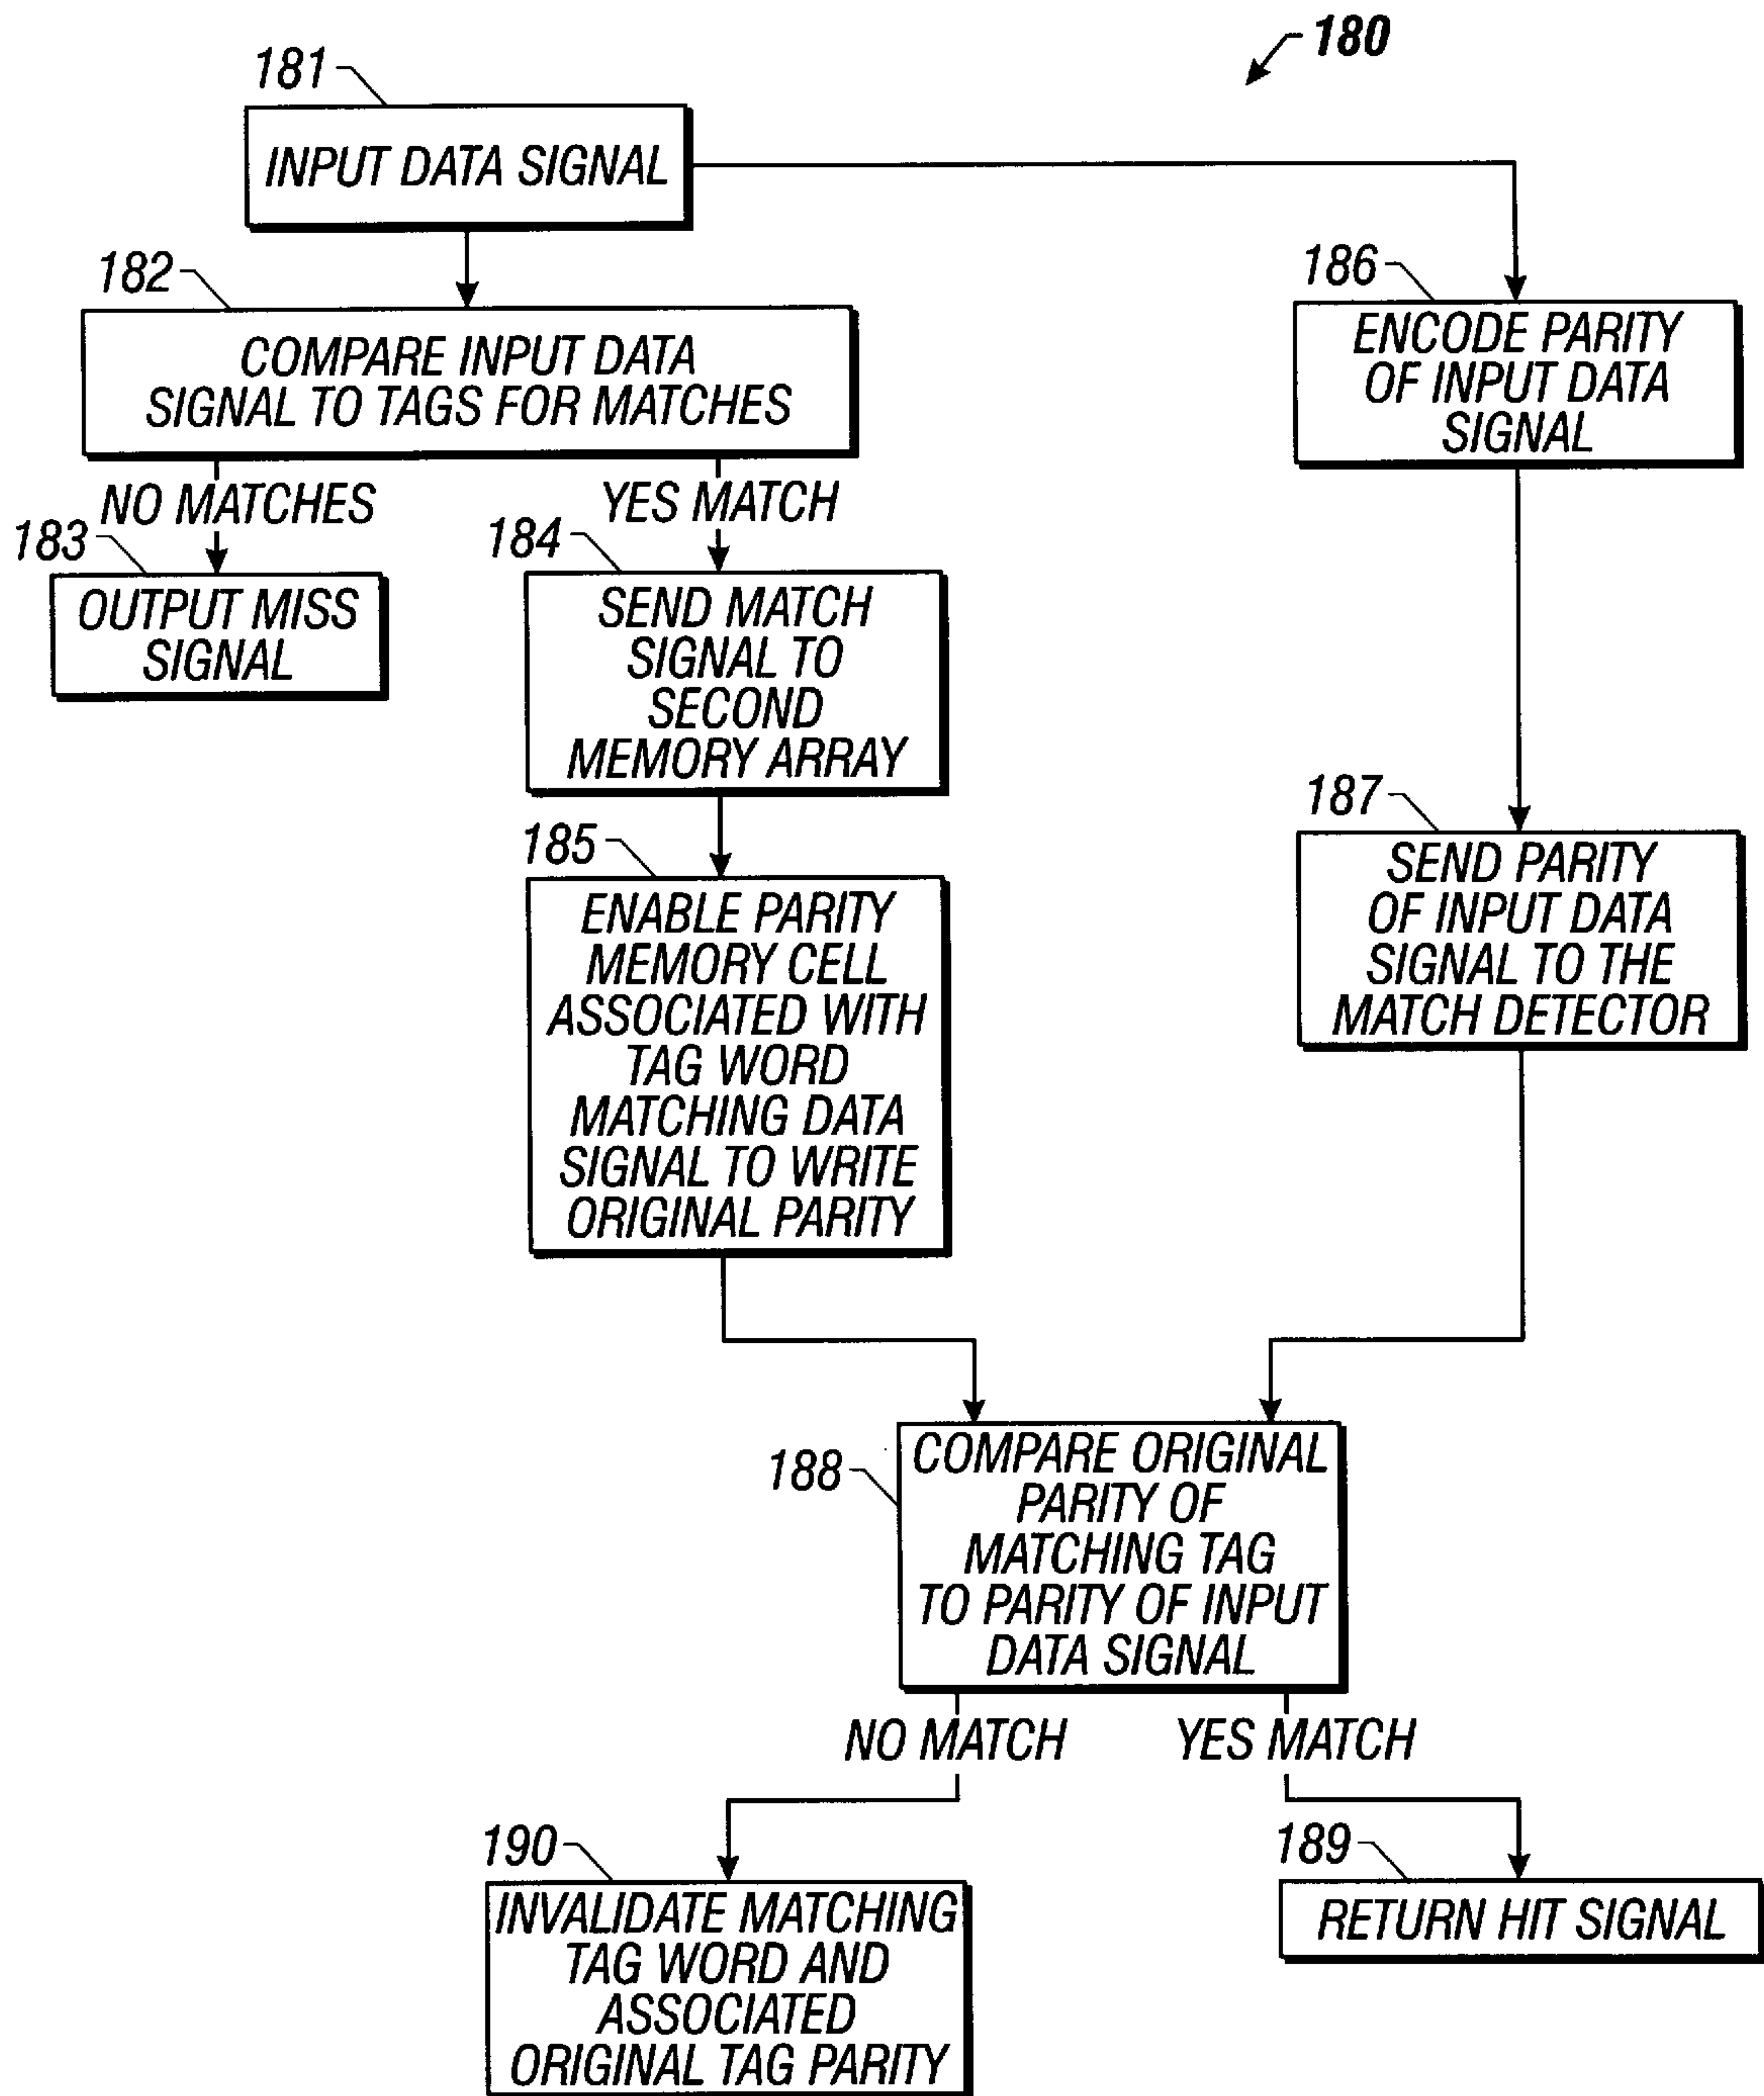 180
181
INPUT DATA SIGNAL
182
COMPARE INPUT DATA
SIGNAL TO TAGS FOR MATCHES
NO MATCHES
YES MATCH
183
OUTPUT MISS
SIGNAL
184
SEND MATCH
SIGNAL TO
SECOND
MEMORY ARRAY
185
ENABLE PARITY
MEMORY CELL
ASSOCIATED WITH
TAG WORD
MATCHING DATA
SIGNAL TO WRITE
ORIGINAL PARITY
186
ENCODE PARITY
OF INPUT DATA
SIGNAL
187
SEND PARITY
OF INPUT DATA
SIGNAL TO THE
MATCH DETECTOR
188
COMPARE ORIGINAL
PARITY OF
MATCHING TAG
TO PARITY OF INPUT
DATA SIGNAL
NO MATCH
YES MATCH
190
INVALIDATE MATCHING
TAG WORD AND
ASSOCIATED
ORIGINAL TAG PARITY
189
RETURN HIT SIGNAL